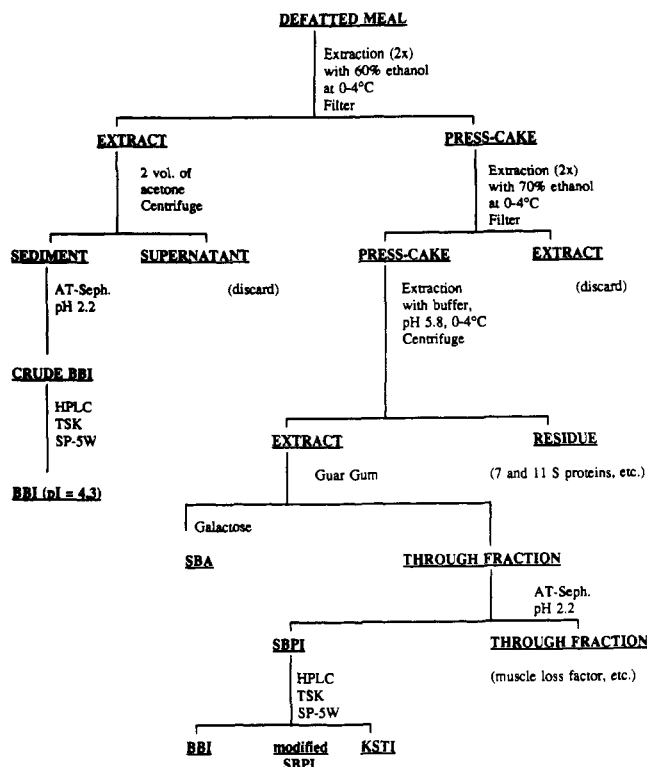 DEFATTED MEAL
Extraction (2x)
with 60% ethanol
at 0-4°C
Filter
EXTRACT
PRESS-CAKE
2 vol. of
acetone
Centrifuge
Extraction (2x)
with 70% ethanol
at 0-4°C
Filter
SEDIMENT
SUPERNATANT
PRESS-CAKE
EXTRACT
AT-Seph.
pH 2.2
(discard)
Extraction
with buffer,
pH 5.8, 0-4°C
Centrifuge
(discard)
CRUDE BBI
HPLC
TSK
SP-5W
EXTRACT
RESIDUE
BBI (pI = 4.3)
Guar Gum
(7 and 11 S proteins, etc.)
Galactose
SBA
THROUGH FRACTION
AT-Seph.
pH 2.2
SBPI
THROUGH FRACTION
HPLC
TSK
SP-5W
(muscle loss factor, etc.)
BBI
modified
SBPI
KSTI